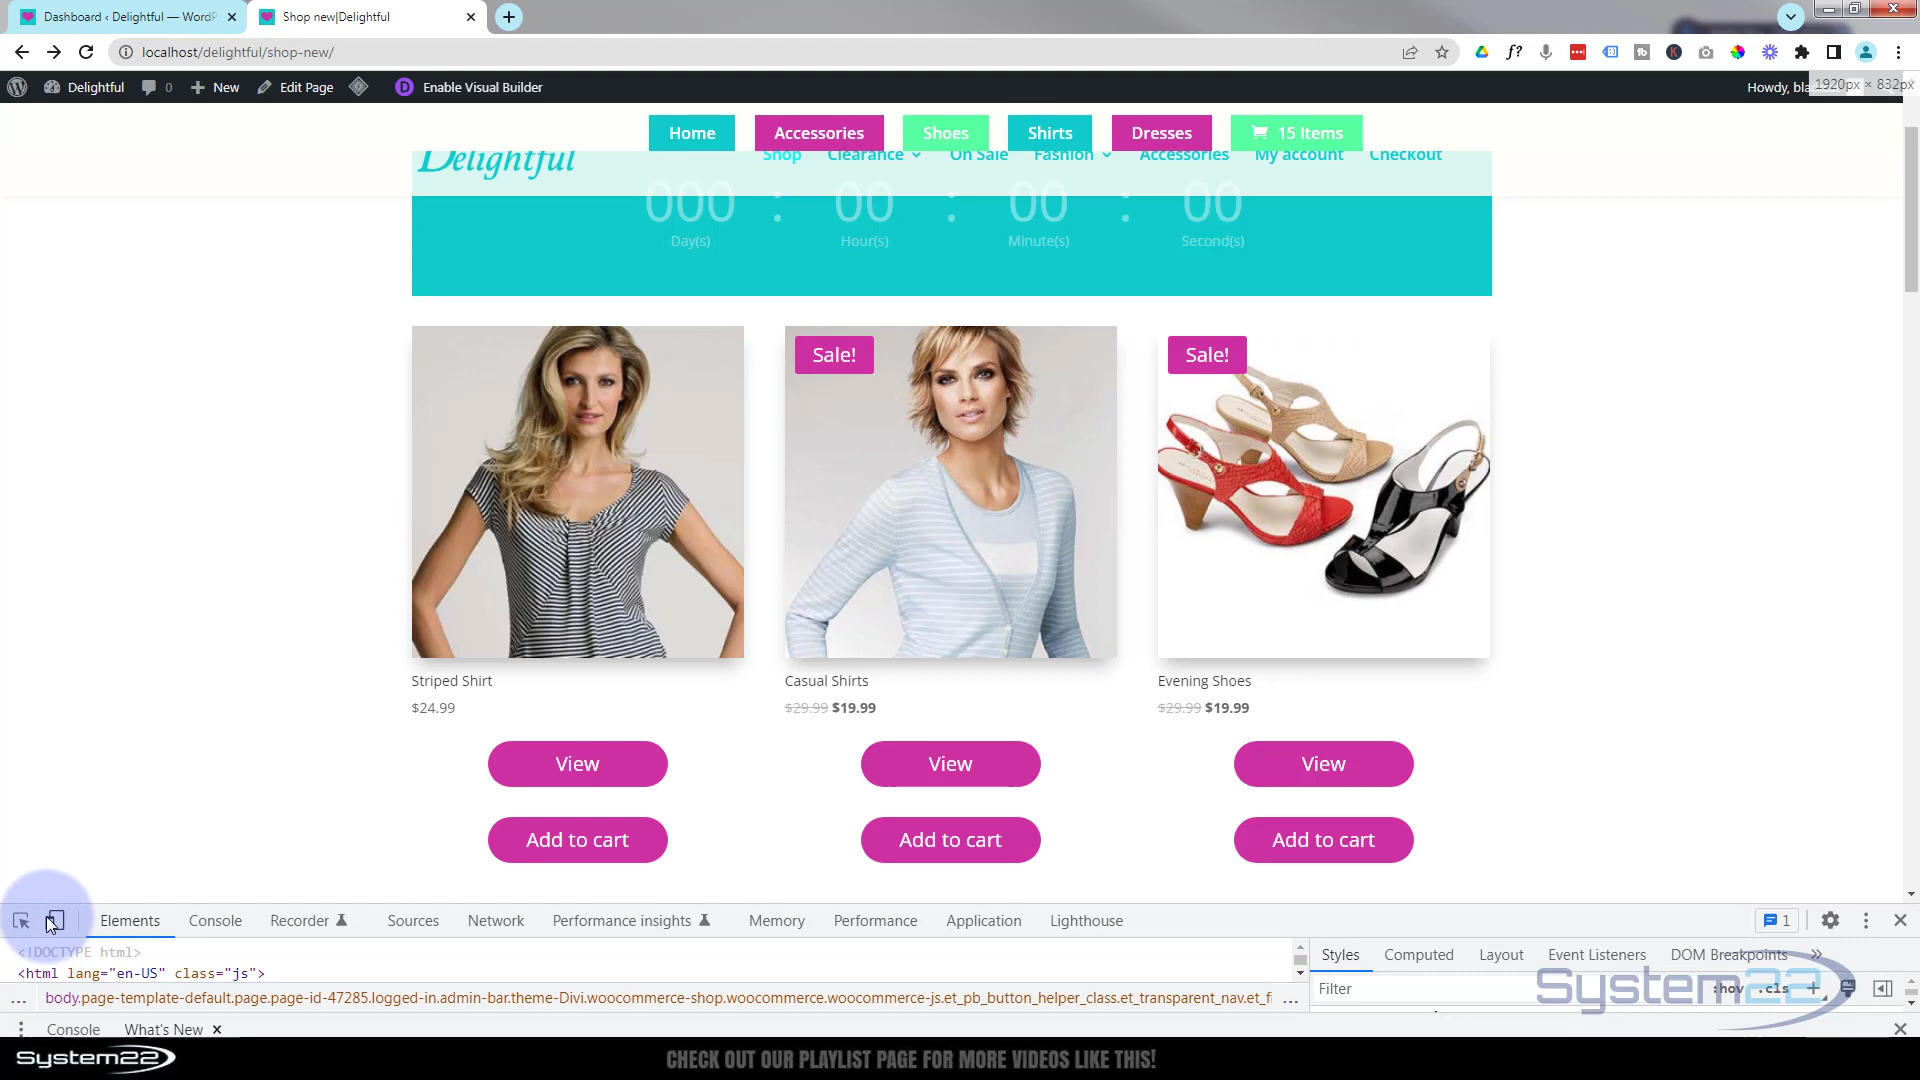 Dashboard ‹ Delightful — WordP
Shop new|Delightful
localhost/delightful/shop-new/
Delightful
0
New
Edit Page
Enable Visual Builder
Howdy, bla
1920px × 832px
Home
Accessories
Shoes
Shirts
Dresses
15 Items
Delightful
Shop
Clearance
On Sale
Fashion
Accessories
My account
Checkout
000 : 00 : 00 : 00
Day(s)
Hour(s)
Minute(s)
Second(s)
Sale!
Sale!
Striped Shirt
Casual Shirts
Evening Shoes
$24.99
$29.99 $19.99
$29.99 $19.99
View
View
View
Add to cart
Add to cart
Add to cart
Elements
Console
Recorder
Sources
Network
Performance insights
Memory
Performance
Application
Lighthouse
1
<!DOCTYPE html>
<html lang="en-US" class="js">
Styles
Computed
Layout
Event Listeners
DOM Breakpoints
»
... body.page-template-default.page.page-id-47285.logged-in.admin-bar.theme-Divi.woocommerce-shop.woocommerce.woocommerce-js.et_pb_button_helper_class.et_transparent_nav.et_fi ...
Filter
:hov .cls +
System22
Console
What's New
System22
CHECK OUT OUR PLAYLIST PAGE FOR MORE VIDEOS LIKE THIS!